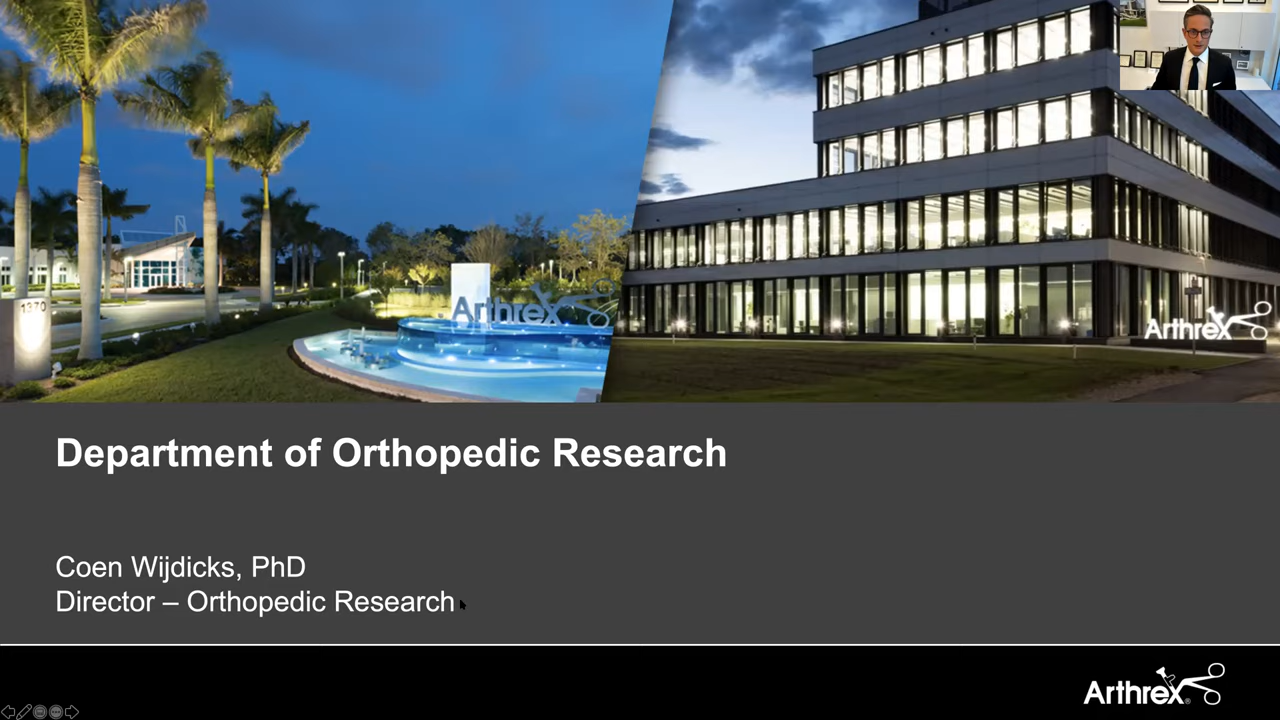 1370
Arthrex
Arthrex
Department of Orthopedic Research
Coen Wijdicks, PhD
Director – Orthopedic Research
Arthrex®